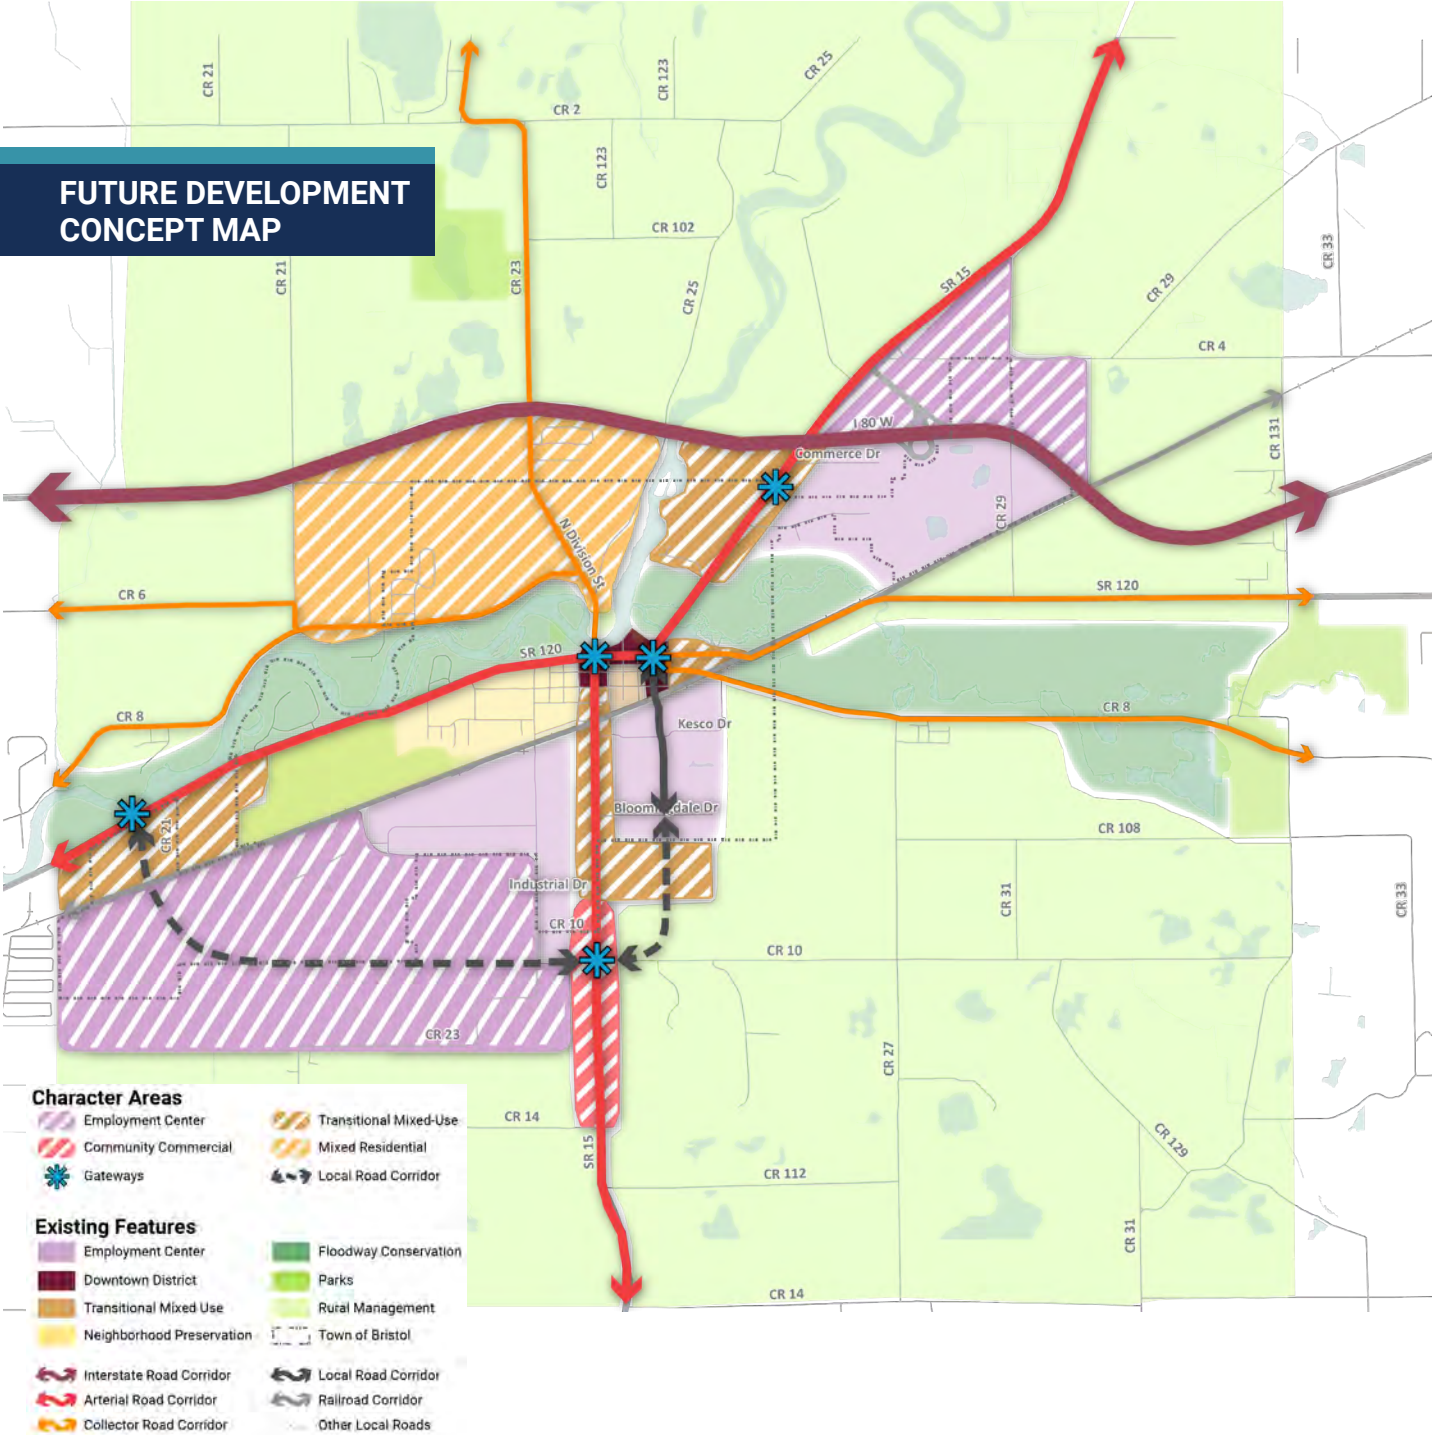 CR 21
CR 123
CR 25
CR 2
CR 123
FUTURE DEVELOPMENT
CONCEPT MAP
CR 102
CR 21
CR 23
CR 25
SR 15
CR 29
CR 33
CR 4
I 80 W
Commerce Dr
CR 131
CR 29
N Division St
CR 6
SR 120
SR 120
CR 8
CR 8
Kesco Dr
Bloomingdale Dr
CR 21
CR 108
Industrial Dr
CR 31
CR 33
CR 10
CR 10
CR 23
CR 27
CR 14
SR 15
CR 112
CR 129
CR 31
CR 14
Character Areas
Employment Center
Transitional Mixed-Use
Community Commercial
Mixed Residential
Gateways
Local Road Corridor
Existing Features
Employment Center
Floodway Conservation
Downtown District
Parks
Transitional Mixed Use
Rural Management
Neighborhood Preservation
Town of Bristol
Interstate Road Corridor
Local Road Corridor
Arterial Road Corridor
Railroad Corridor
Collector Road Corridor
Other Local Roads